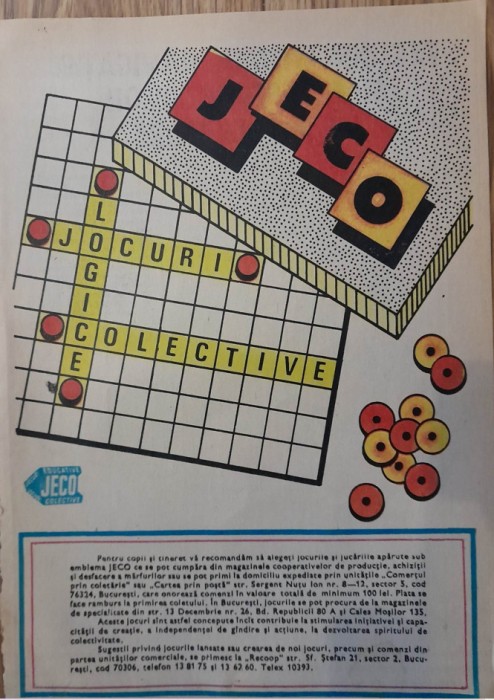 JECO
LOGICE
JOCURI
COLECTIVE
EDUCATIVE
JECO
COLECTIVE
Pentru copii și tineret vă recomandăm să alegeți jocurile și jucăriile apărute sub
emblema JECO ce se pot cumpăra din magazinele cooperativelor de producție, achiziții
și desfacere a mărfurilor sau se pot primi la domiciliu expediate prin unitățile „Comerțul
prin coletărie" sau „Cartea prin poștă" str. Sergent Nuțu Ion nr. 8—12, sector 5, cod
76324, București, care onorează comenzi în valoare totală de minimum 100 lei. Plata se
face ramburs la primirea coletului. În București, jocurile se pot procura de la magazinele
de specialitate din str. 13 Decembrie nr. 26, Bd. Republicii 80 A și Calea Moșilor 135.
Aceste jocuri sînt astfel concepute încît contribuie la stimularea inițiativei și capa-
cității de creație, a independenței de gîndire și acțiune, la dezvoltarea spiritului de
colectivitate.
Sugestii privind jocurile lansate sau crearea de noi jocuri, precum și comenzi din
partea unităților comerciale, se primesc la „Recoop" str. Sf. Ștefan 21, sector 2, Bucu-
rești, cod 70306, telefon 13 81 75 și 13 62 60. Telex 10393.